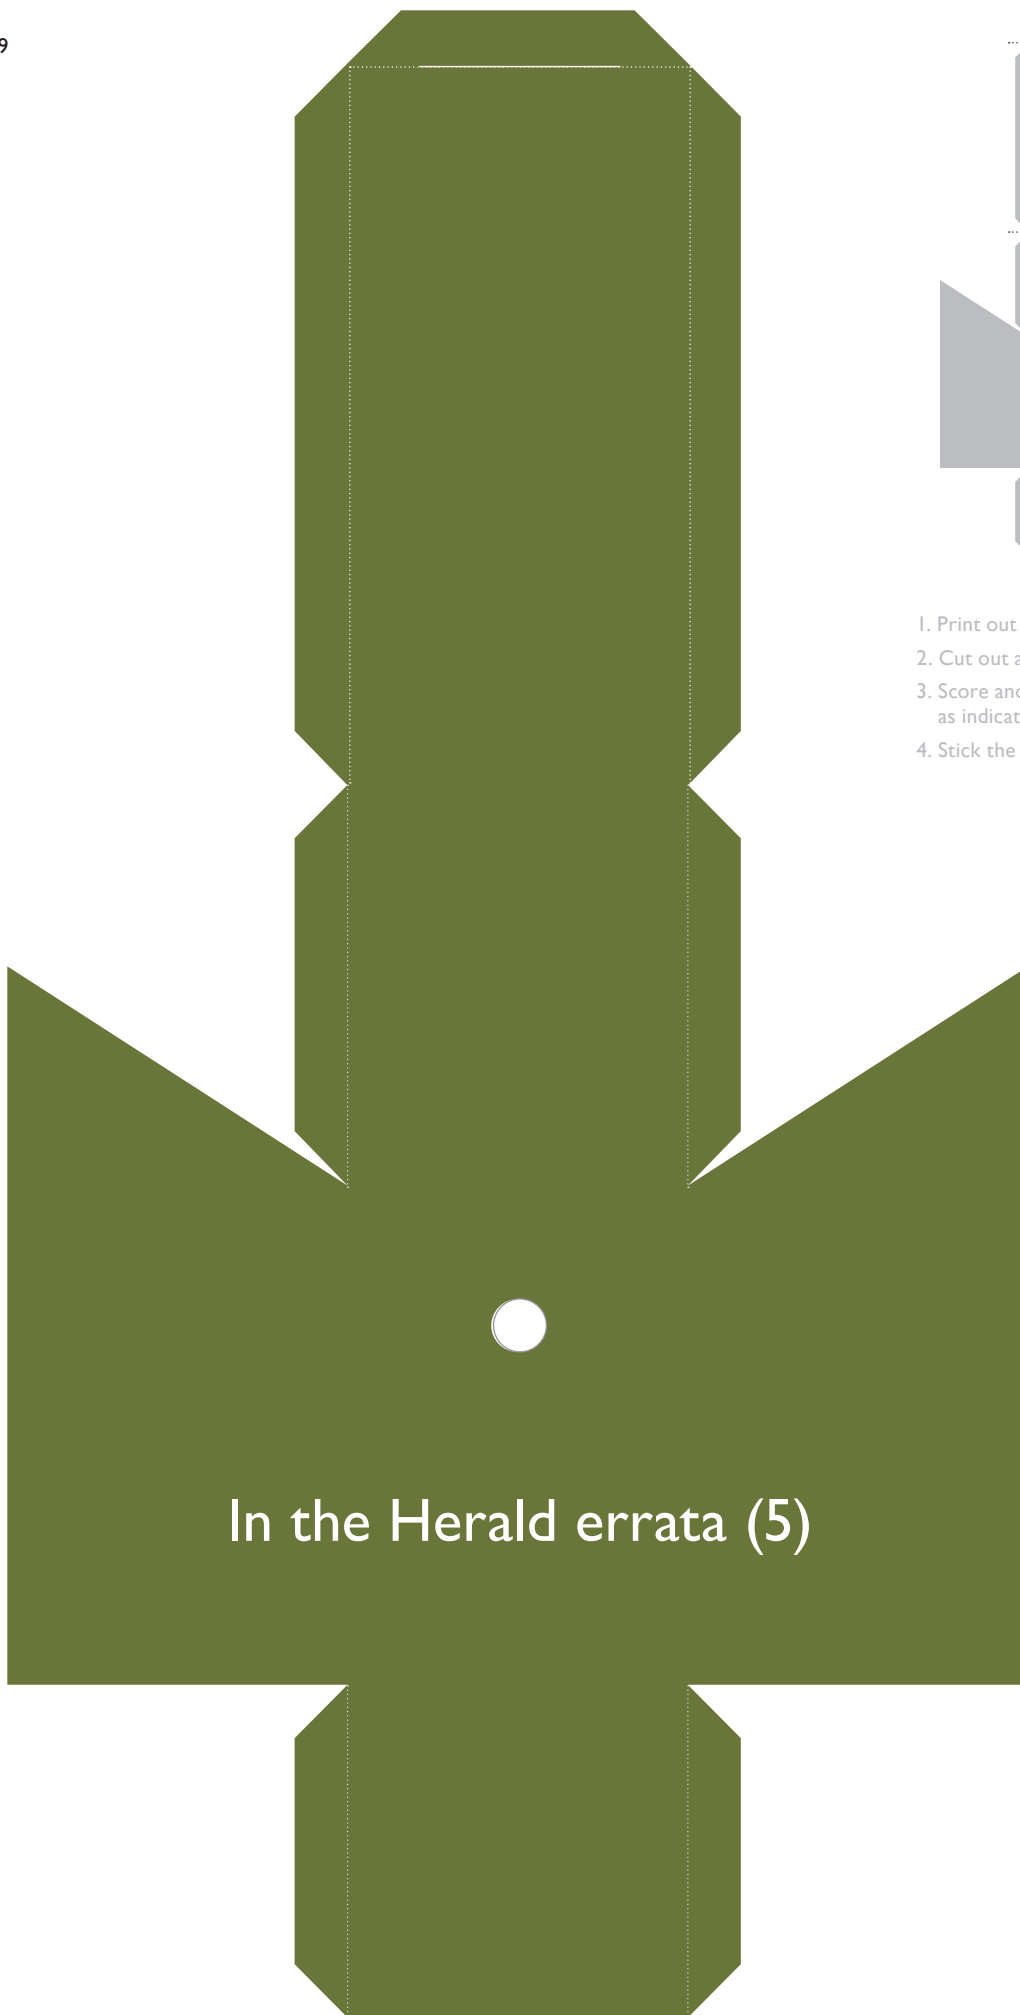 9
1. Print out
2. Cut out a
3. Score and
as indicat
4. Stick the
In the Herald errata (5)